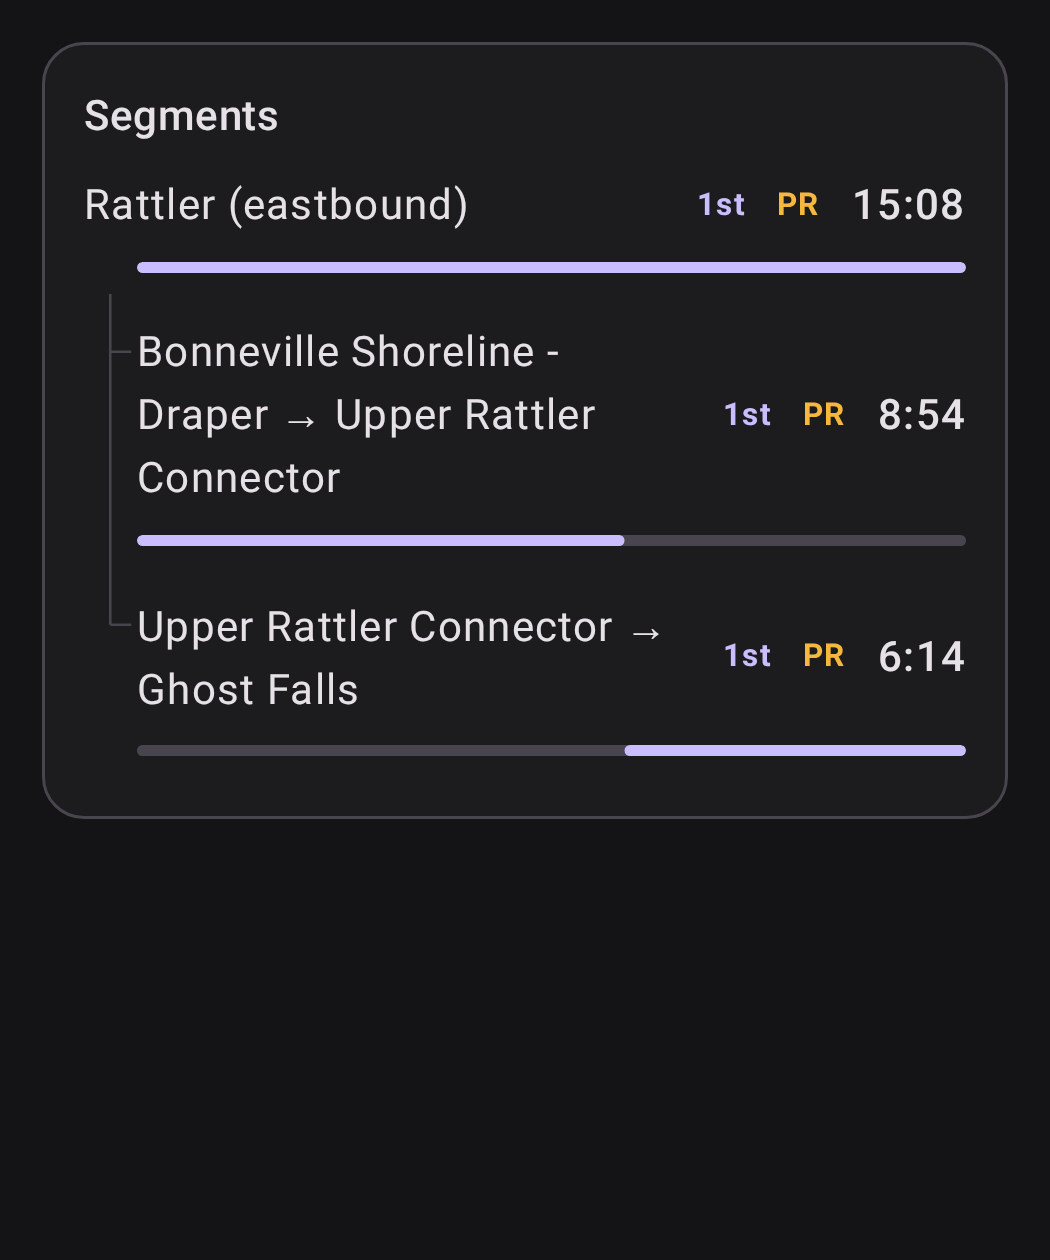 Segments
Rattler (eastbound) 1st PR 15:08
Bonneville Shoreline -
Draper → Upper Rattler 1st PR 8:54
Connector
Upper Rattler Connector →
1st PR 6:14
Ghost Falls